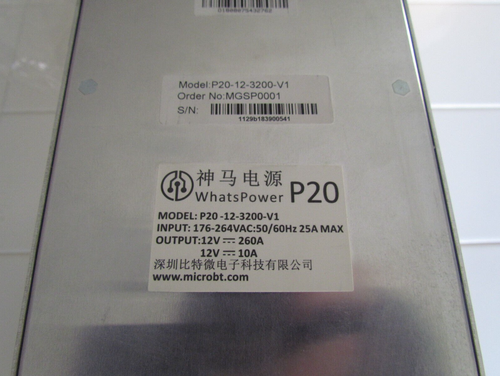 Model:P20-12-3200-V1
Order No:MGSP0001
S/N:
1129b183900541
神马电源
WhatsPower
P20
MODEL: P20 -12-3200-V1
INPUT: 176-264VAC:50/60Hz 25A MAX
OUTPUT:12V ⎓ 260A
12V ⎓ 10A
深圳比特微电子科技有限公司
www.microbt.com